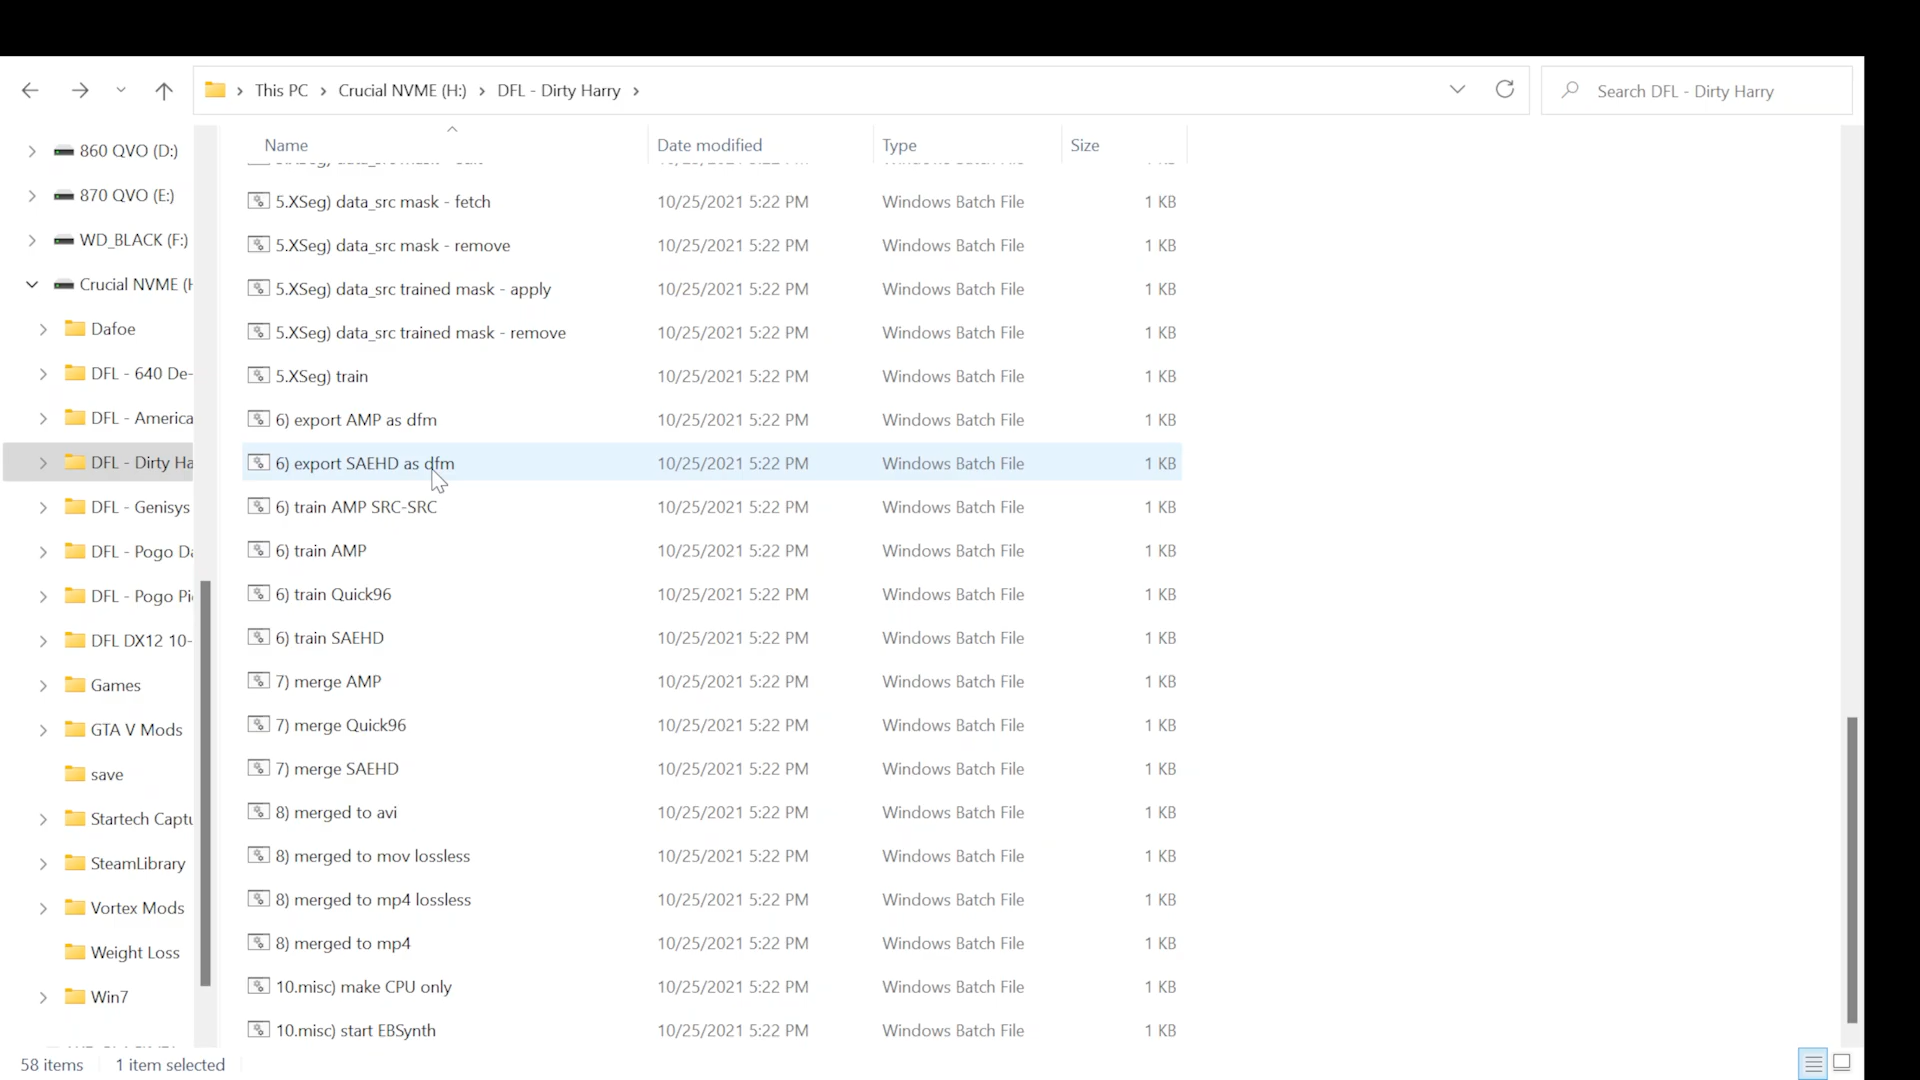 This PC > Crucial NVME (H:) > DFL - Dirty Harry >
Search DFL - Dirty Harry
Name Date modified Type Size
860 QVO (D:)
870 QVO (E:)
WD_BLACK (F:)
Crucial NVME (H
Dafoe
DFL - 640 De-
DFL - America
DFL - Dirty Ha
DFL - Genisys
DFL - Pogo Da
DFL - Pogo Pi
DFL DX12 10-
Games
GTA V Mods
save
Startech Captu
SteamLibrary
Vortex Mods
Weight Loss
Win7
5.XSeg) data_src mask - fetch 10/25/2021 5:22 PM Windows Batch File 1 KB
5.XSeg) data_src mask - remove 10/25/2021 5:22 PM Windows Batch File 1 KB
5.XSeg) data_src trained mask - apply 10/25/2021 5:22 PM Windows Batch File 1 KB
5.XSeg) data_src trained mask - remove 10/25/2021 5:22 PM Windows Batch File 1 KB
5.XSeg) train 10/25/2021 5:22 PM Windows Batch File 1 KB
6) export AMP as dfm 10/25/2021 5:22 PM Windows Batch File 1 KB
6) export SAEHD as dfm 10/25/2021 5:22 PM Windows Batch File 1 KB
6) train AMP SRC-SRC 10/25/2021 5:22 PM Windows Batch File 1 KB
6) train AMP 10/25/2021 5:22 PM Windows Batch File 1 KB
6) train Quick96 10/25/2021 5:22 PM Windows Batch File 1 KB
6) train SAEHD 10/25/2021 5:22 PM Windows Batch File 1 KB
7) merge AMP 10/25/2021 5:22 PM Windows Batch File 1 KB
7) merge Quick96 10/25/2021 5:22 PM Windows Batch File 1 KB
7) merge SAEHD 10/25/2021 5:22 PM Windows Batch File 1 KB
8) merged to avi 10/25/2021 5:22 PM Windows Batch File 1 KB
8) merged to mov lossless 10/25/2021 5:22 PM Windows Batch File 1 KB
8) merged to mp4 lossless 10/25/2021 5:22 PM Windows Batch File 1 KB
8) merged to mp4 10/25/2021 5:22 PM Windows Batch File 1 KB
10.misc) make CPU only 10/25/2021 5:22 PM Windows Batch File 1 KB
10.misc) start EBSynth 10/25/2021 5:22 PM Windows Batch File 1 KB
58 items 1 item selected